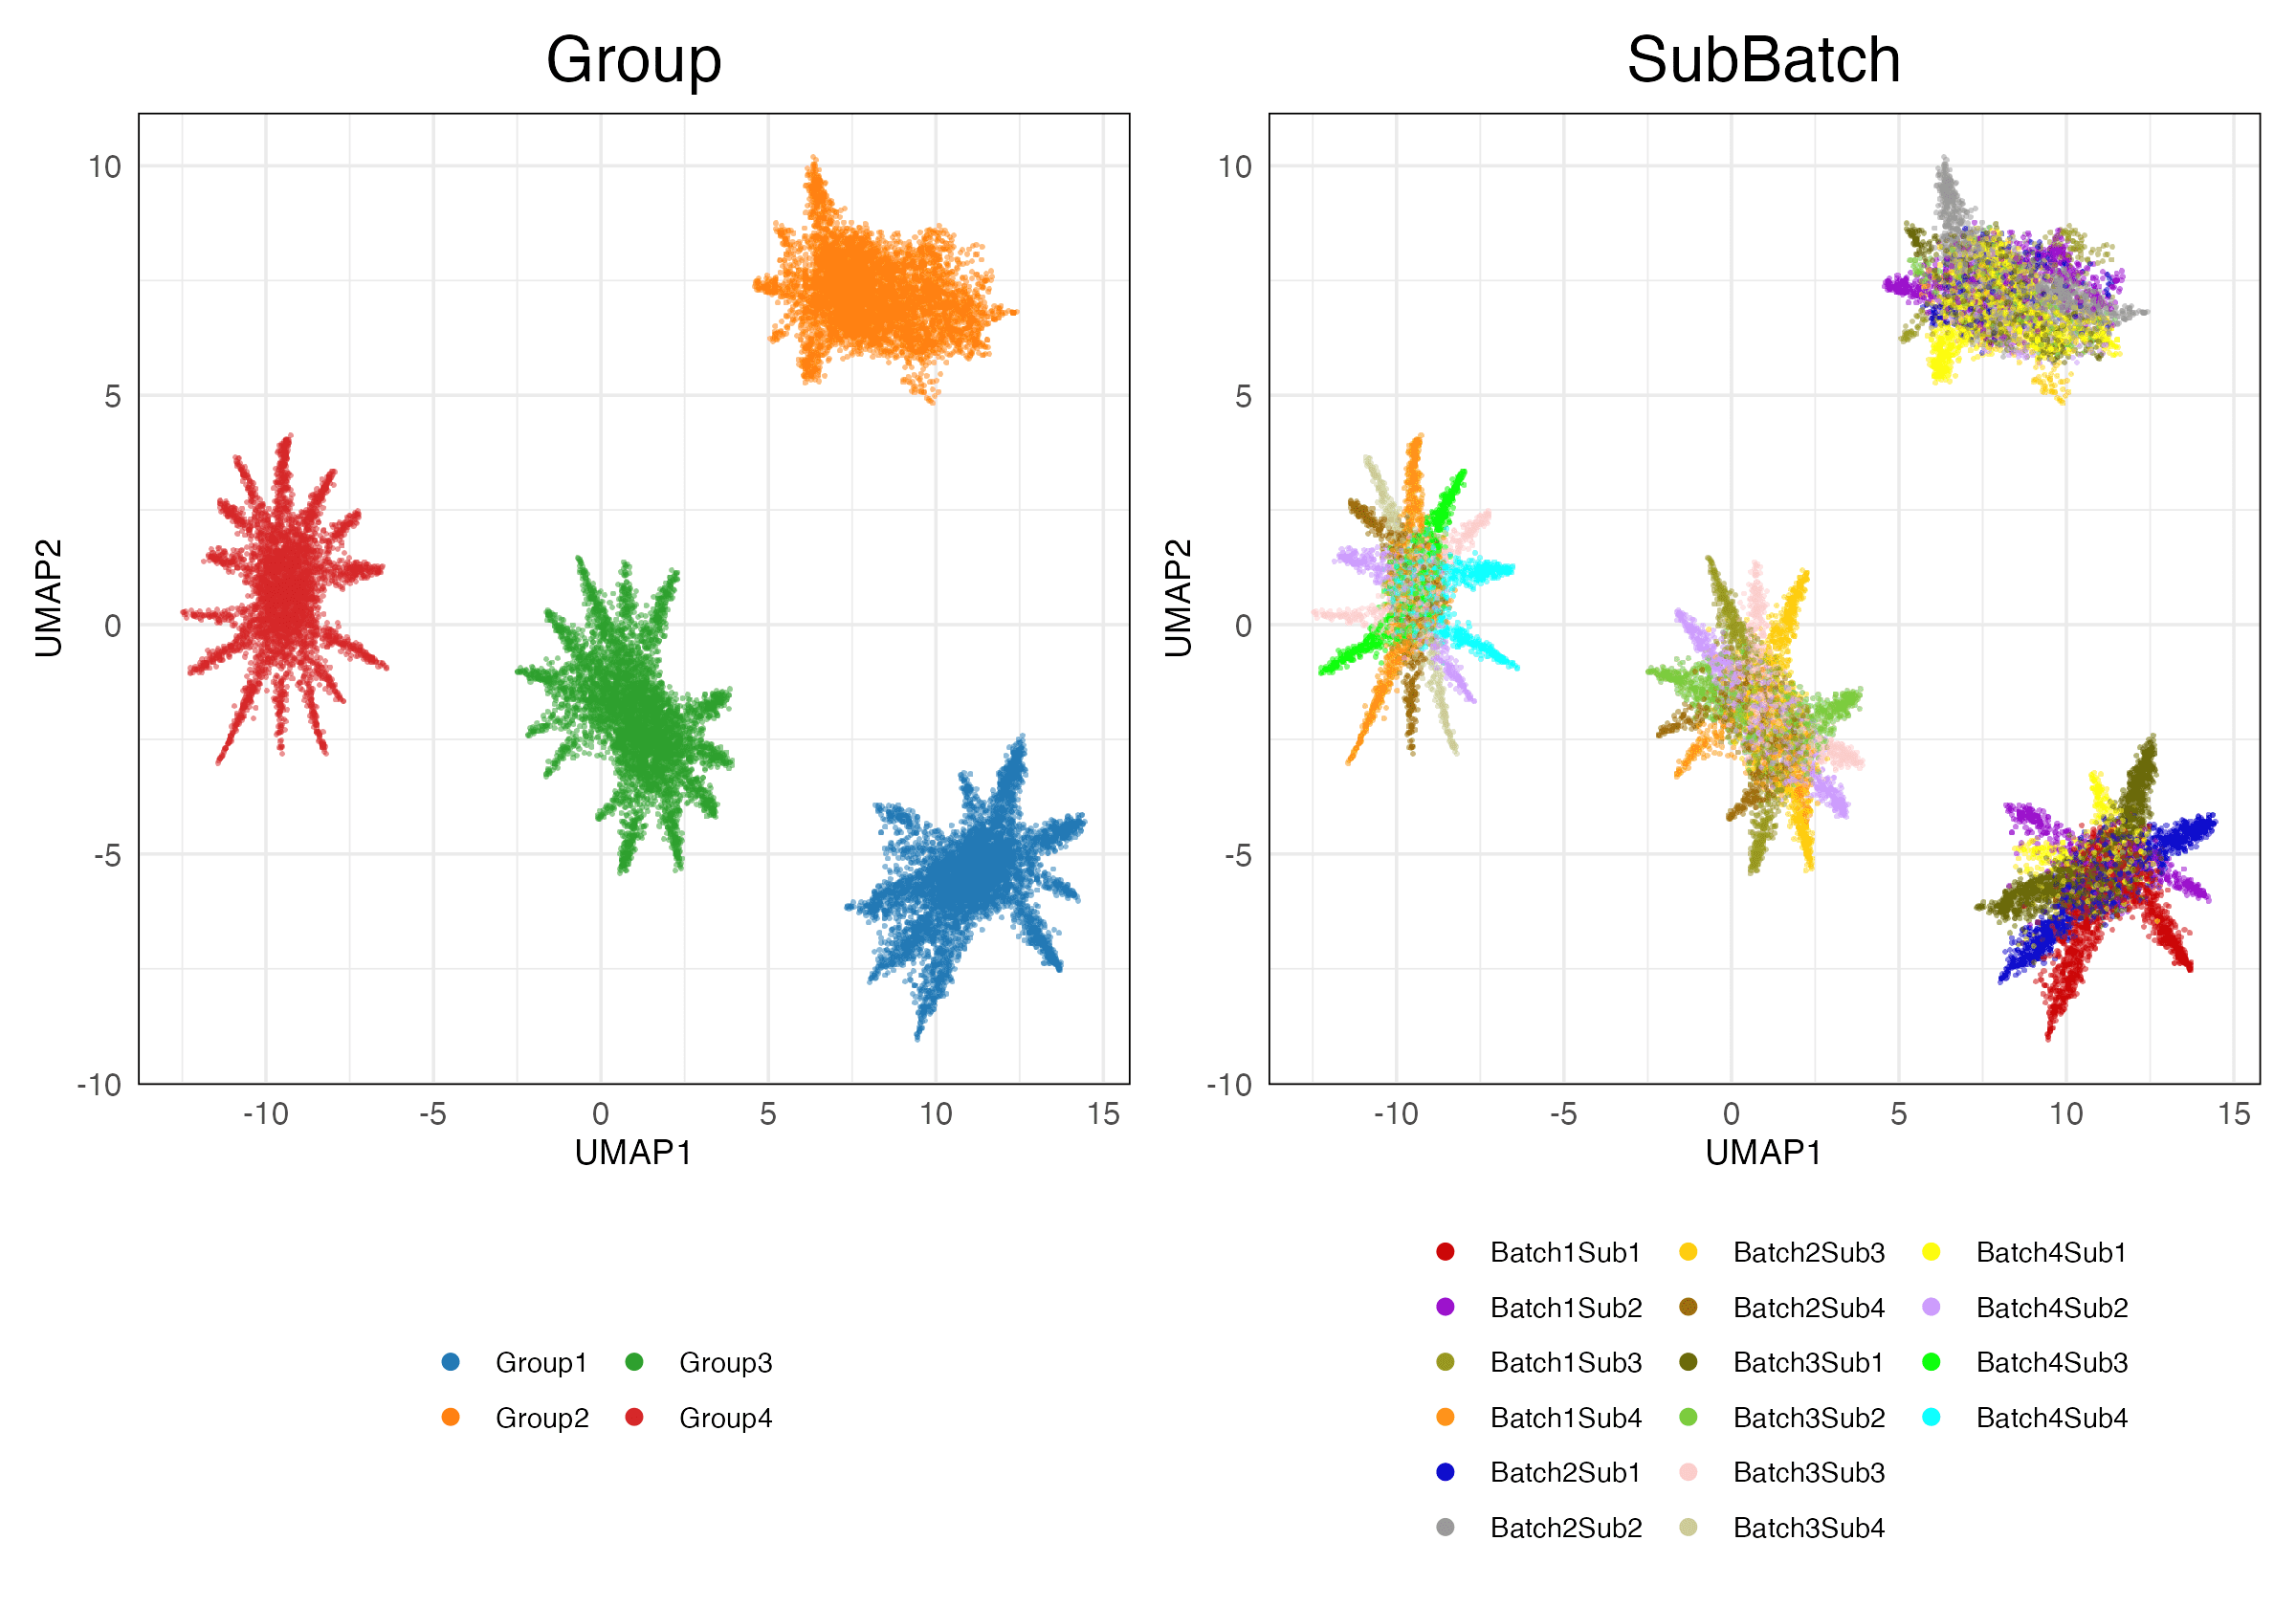 Group
SubBatch
10
5
0
-5
-10
UMAP2
-10 -5 0 5 10 15
UMAP1
10
5
0
-5
-10
UMAP2
-10 -5 0 5 10 15
UMAP1
Group1 Group3
Group2 Group4
Batch1Sub1 Batch2Sub3 Batch4Sub1
Batch1Sub2 Batch2Sub4 Batch4Sub2
Batch1Sub3 Batch3Sub1 Batch4Sub3
Batch1Sub4 Batch3Sub2 Batch4Sub4
Batch2Sub1 Batch3Sub3
Batch2Sub2 Batch3Sub4